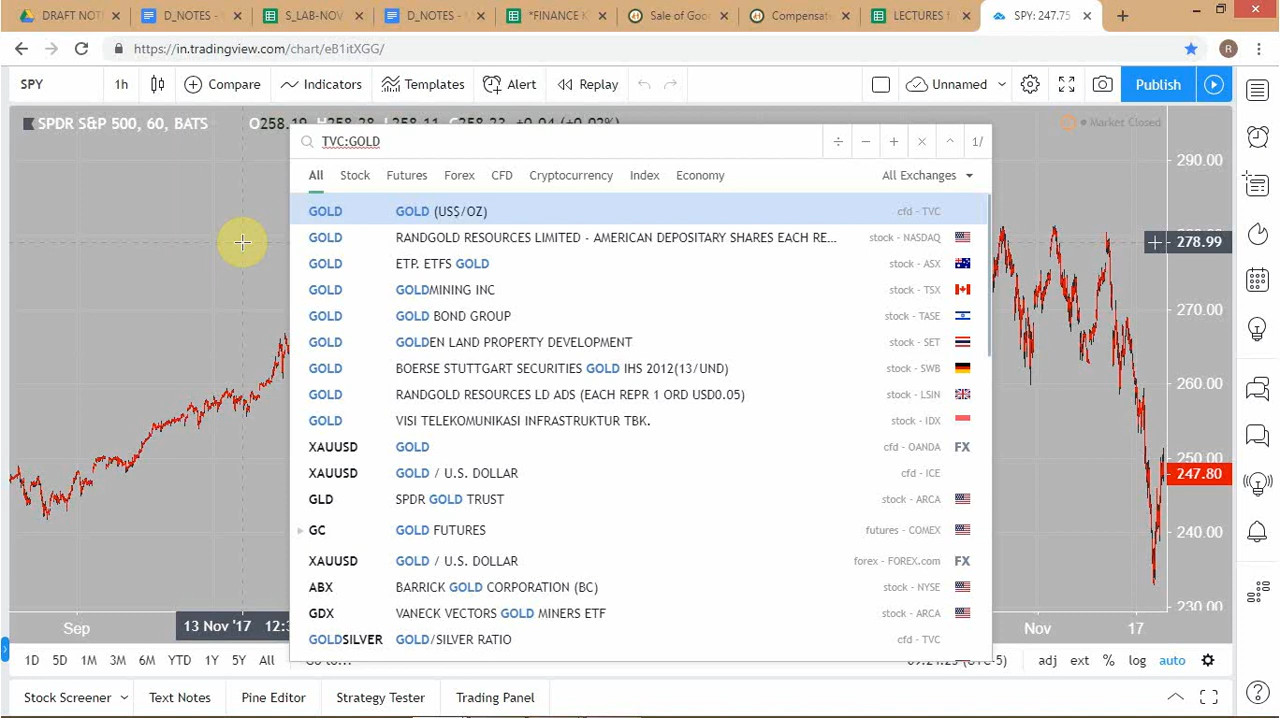 DRAFT NOT
D_NOTES -
S_LAB-NOV
D_NOTES -
*FINANCE K
Sale of Goo
Compensat
LECTURES f
SPY: 247.75
https://in.tradingview.com/chart/eB1itXGG/
R
SPY 1h Compare Indicators Templates Alert Replay Unnamed Publish
SPDR S&P 500, 60, BATS
Market Closed
TVC:GOLD ÷ − + × ^ 1/
All Stock Futures Forex CFD Cryptocurrency Index Economy All Exchanges
GOLD GOLD (US$/OZ) cfd - TVC
GOLD RANDGOLD RESOURCES LIMITED - AMERICAN DEPOSITARY SHARES EACH RE... stock - NASDAQ
GOLD ETP. ETFS GOLD stock - ASX
GOLD GOLDMINING INC stock - TSX
GOLD GOLD BOND GROUP stock - TASE
GOLD GOLDEN LAND PROPERTY DEVELOPMENT stock - SET
GOLD BOERSE STUTTGART SECURITIES GOLD IHS 2012(13/UND) stock - SWB
GOLD RANDGOLD RESOURCES LD ADS (EACH REPR 1 ORD USD0.05) stock - LSIN
GOLD VISI TELEKOMUNIKASI INFRASTRUKTUR TBK. stock - IDX
XAUUSD GOLD cfd - OANDA FX
XAUUSD GOLD / U.S. DOLLAR cfd - ICE
GLD SPDR GOLD TRUST stock - ARCA
GC GOLD FUTURES futures - COMEX
XAUUSD GOLD / U.S. DOLLAR forex - FOREX.com FX
ABX BARRICK GOLD CORPORATION (BC) stock - NYSE
GDX VANECK VECTORS GOLD MINERS ETF stock - ARCA
GOLDSILVER GOLD/SILVER RATIO cfd - TVC
290.00
278.99
270.00
260.00
250.00
247.80
240.00
230.00
Sep 13 Nov '17 Nov 17
1D 5D 1M 3M 6M YTD 1Y 5Y All adj ext % log auto
Stock Screener Text Notes Pine Editor Strategy Tester Trading Panel